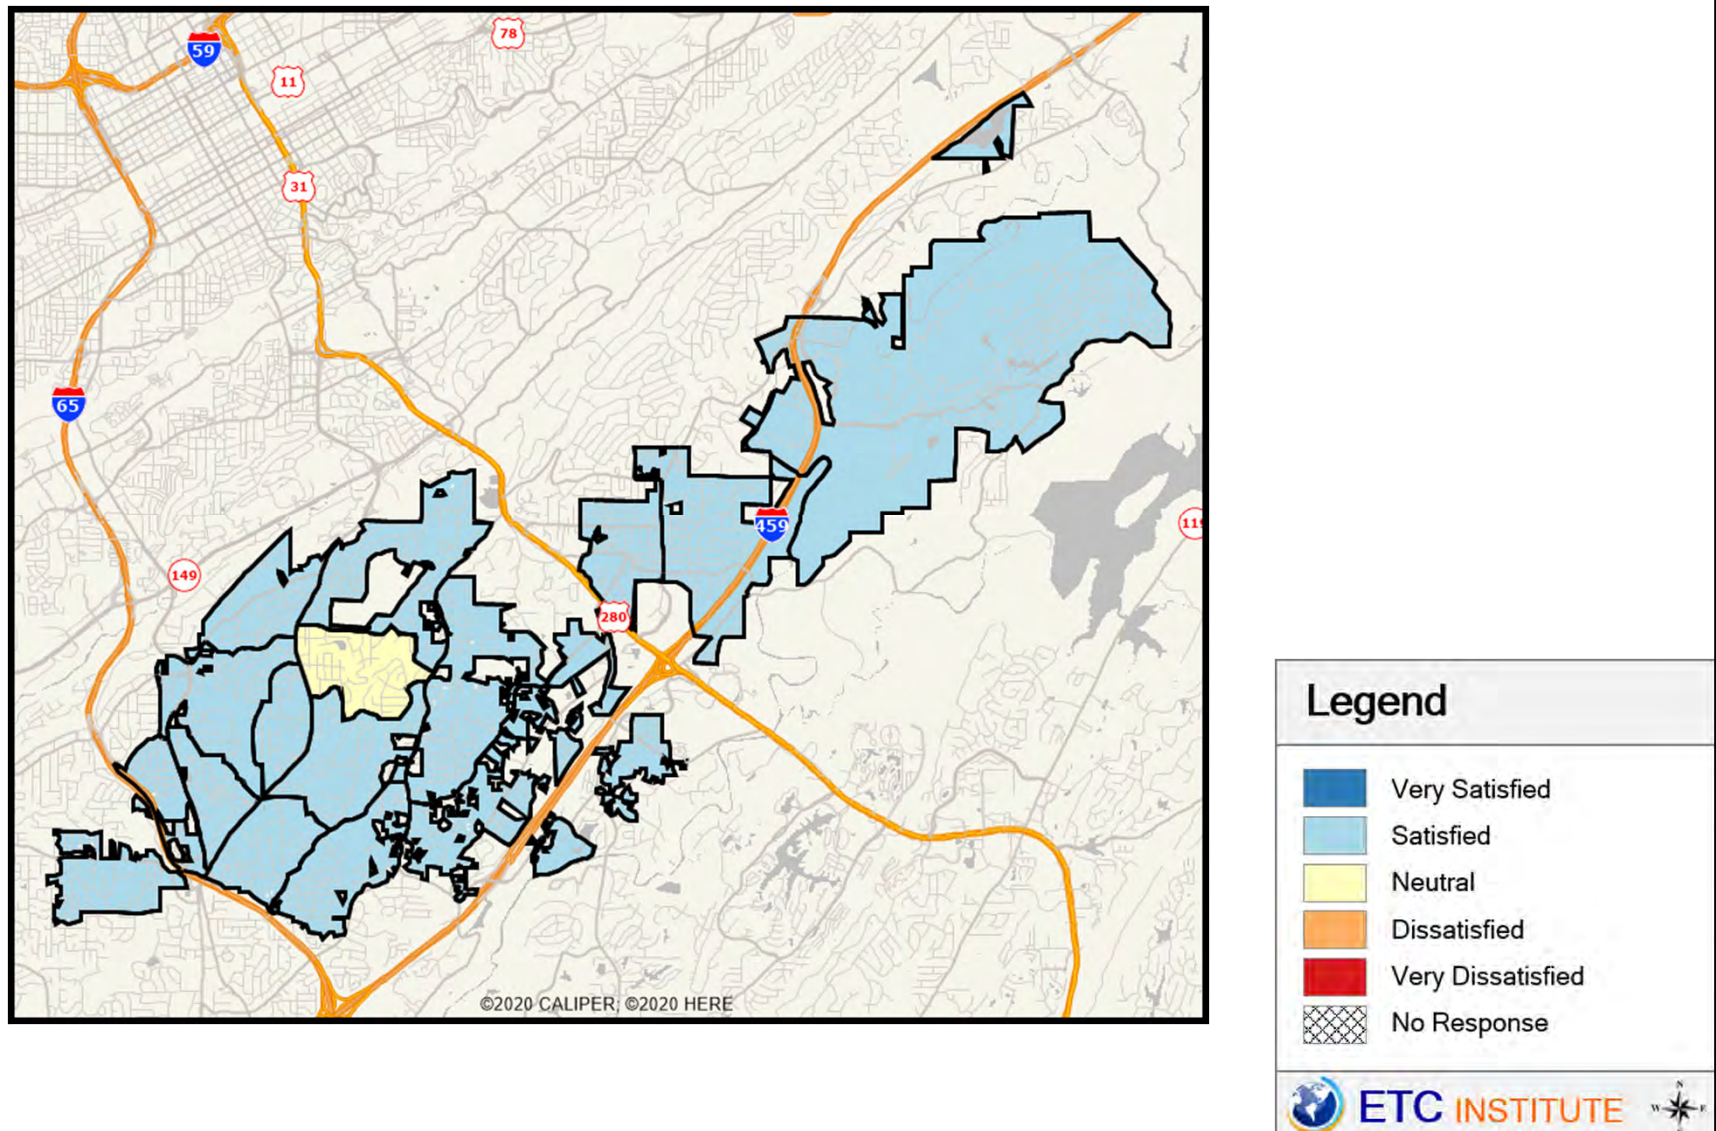 59
78
11
31
65
459
119
149
280
©2020 CALIPER; ©2020 HERE
Legend
Very Satisfied
Satisfied
Neutral
Dissatisfied
Very Dissatisfied
No Response
ETC INSTITUTE
N
W E